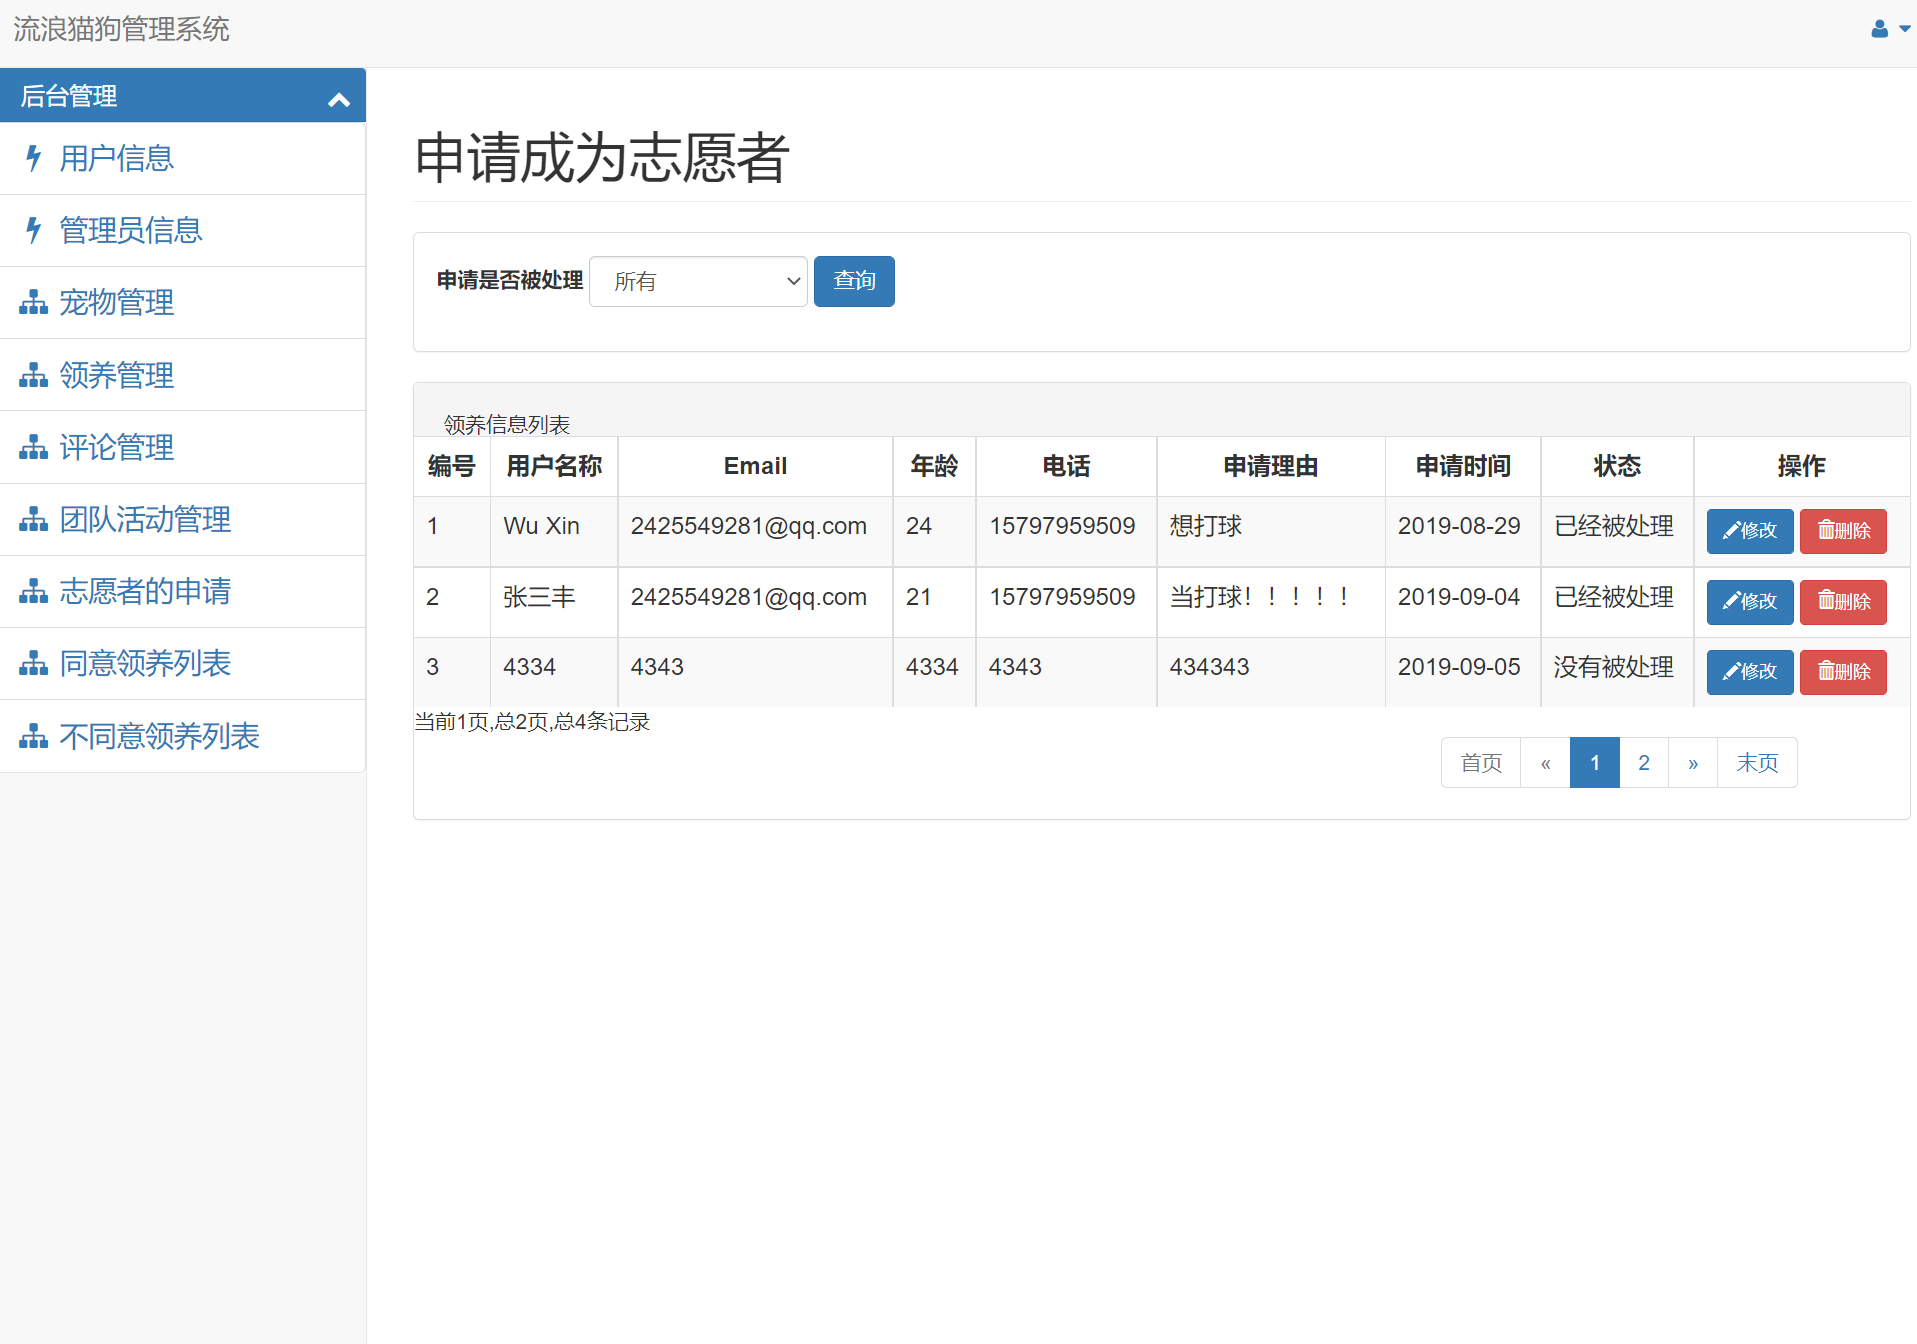 流浪猫狗管理系统
后台管理
用户信息
管理员信息
宠物管理
领养管理
评论管理
团队活动管理
志愿者的申请
同意领养列表
不同意领养列表
申请成为志愿者
申请是否被处理 所有 查询
领养信息列表
编号 用户名称 Email 年龄 电话 申请理由 申请时间 状态 操作
1 Wu Xin 2425549281@qq.com 24 15797959509 想打球 2019-08-29 已经被处理 修改 删除
2 张三丰 2425549281@qq.com 21 15797959509 当打球！！！！！ 2019-09-04 已经被处理 修改 删除
3 4334 4343 4334 4343 434343 2019-09-05 没有被处理 修改 删除
当前1页,总2页,总4条记录
首页 « 1 2 » 末页